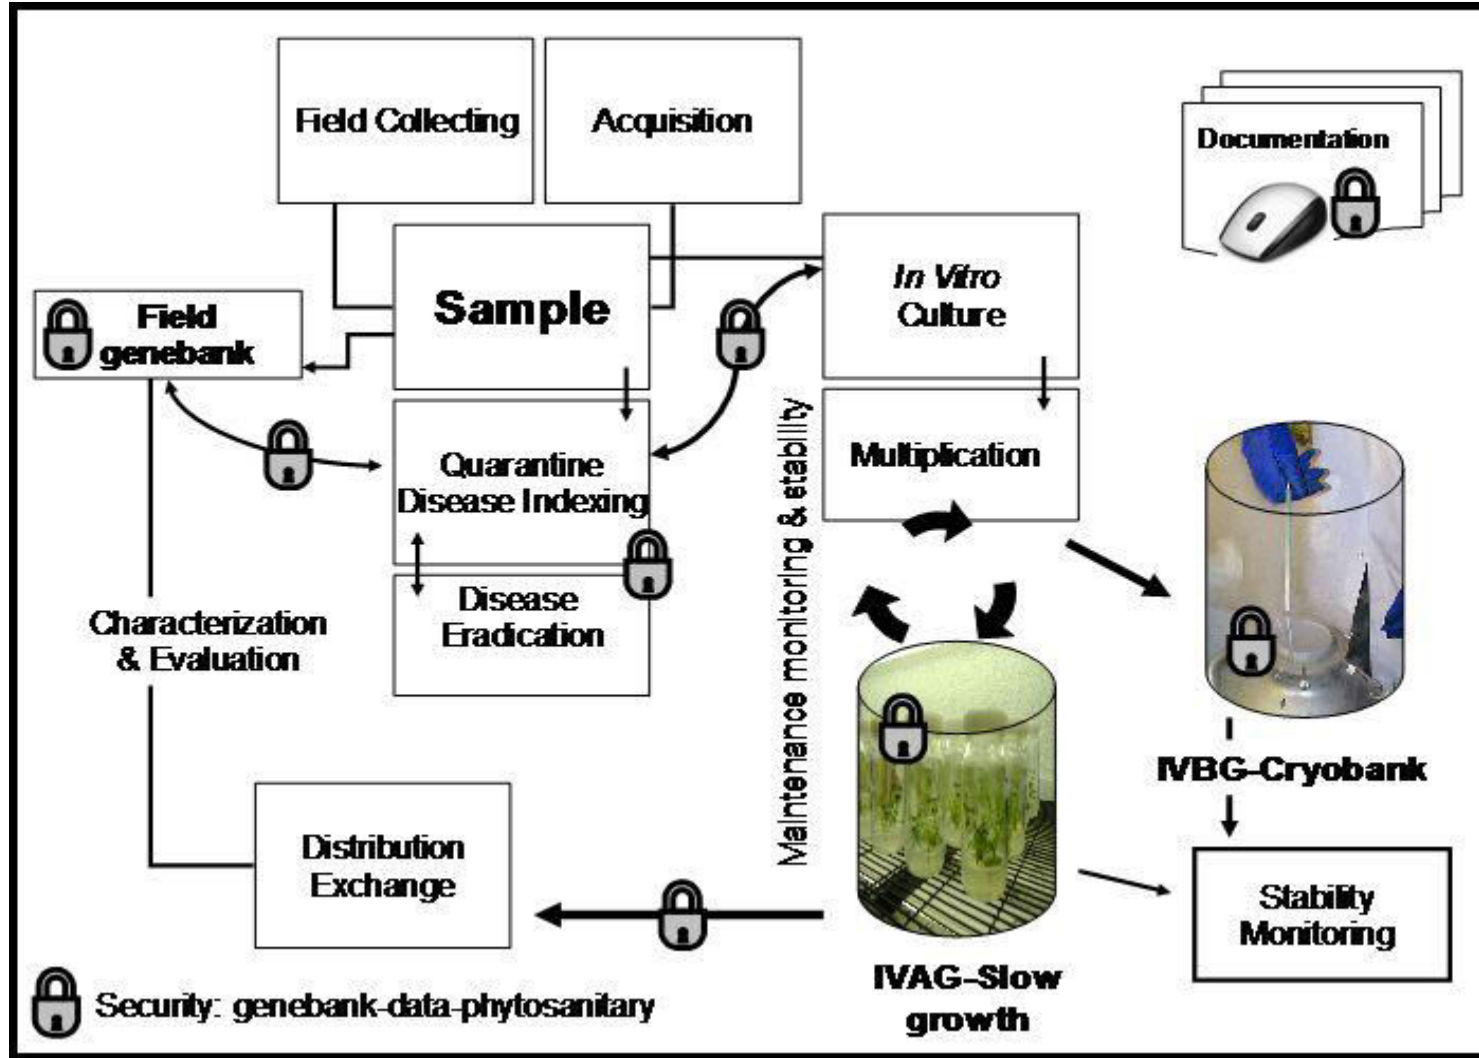 Field Collecting
Acquisition
Documentation
Sample
In Vitro
Culture
Field
genebank
Multiplication
Quarantine
Disease Indexing
Maintenance monitoring & stability
Disease
Eradication
Characterization
& Evaluation
IVBG-Cryobank
Distribution
Exchange
Stability
Monitoring
IVAG-Slow
growth
Security: genebank-data-phytosanitary